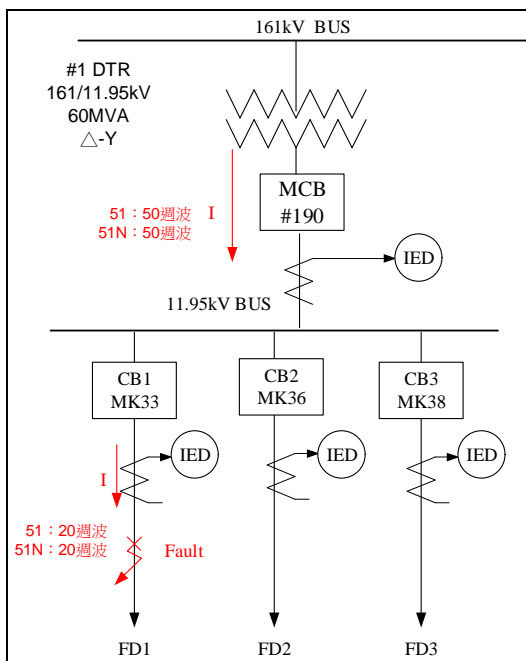 161kV BUS
#1 DTR
161/11.95kV
60MVA
△-Y
MCB
#190
51：50週波 I
51N：50週波
IED
11.95kV BUS
CB1
MK33
CB2
MK36
CB3
MK38
IED
IED
IED
I
51：20週波
51N：20週波
Fault
FD1
FD2
FD3